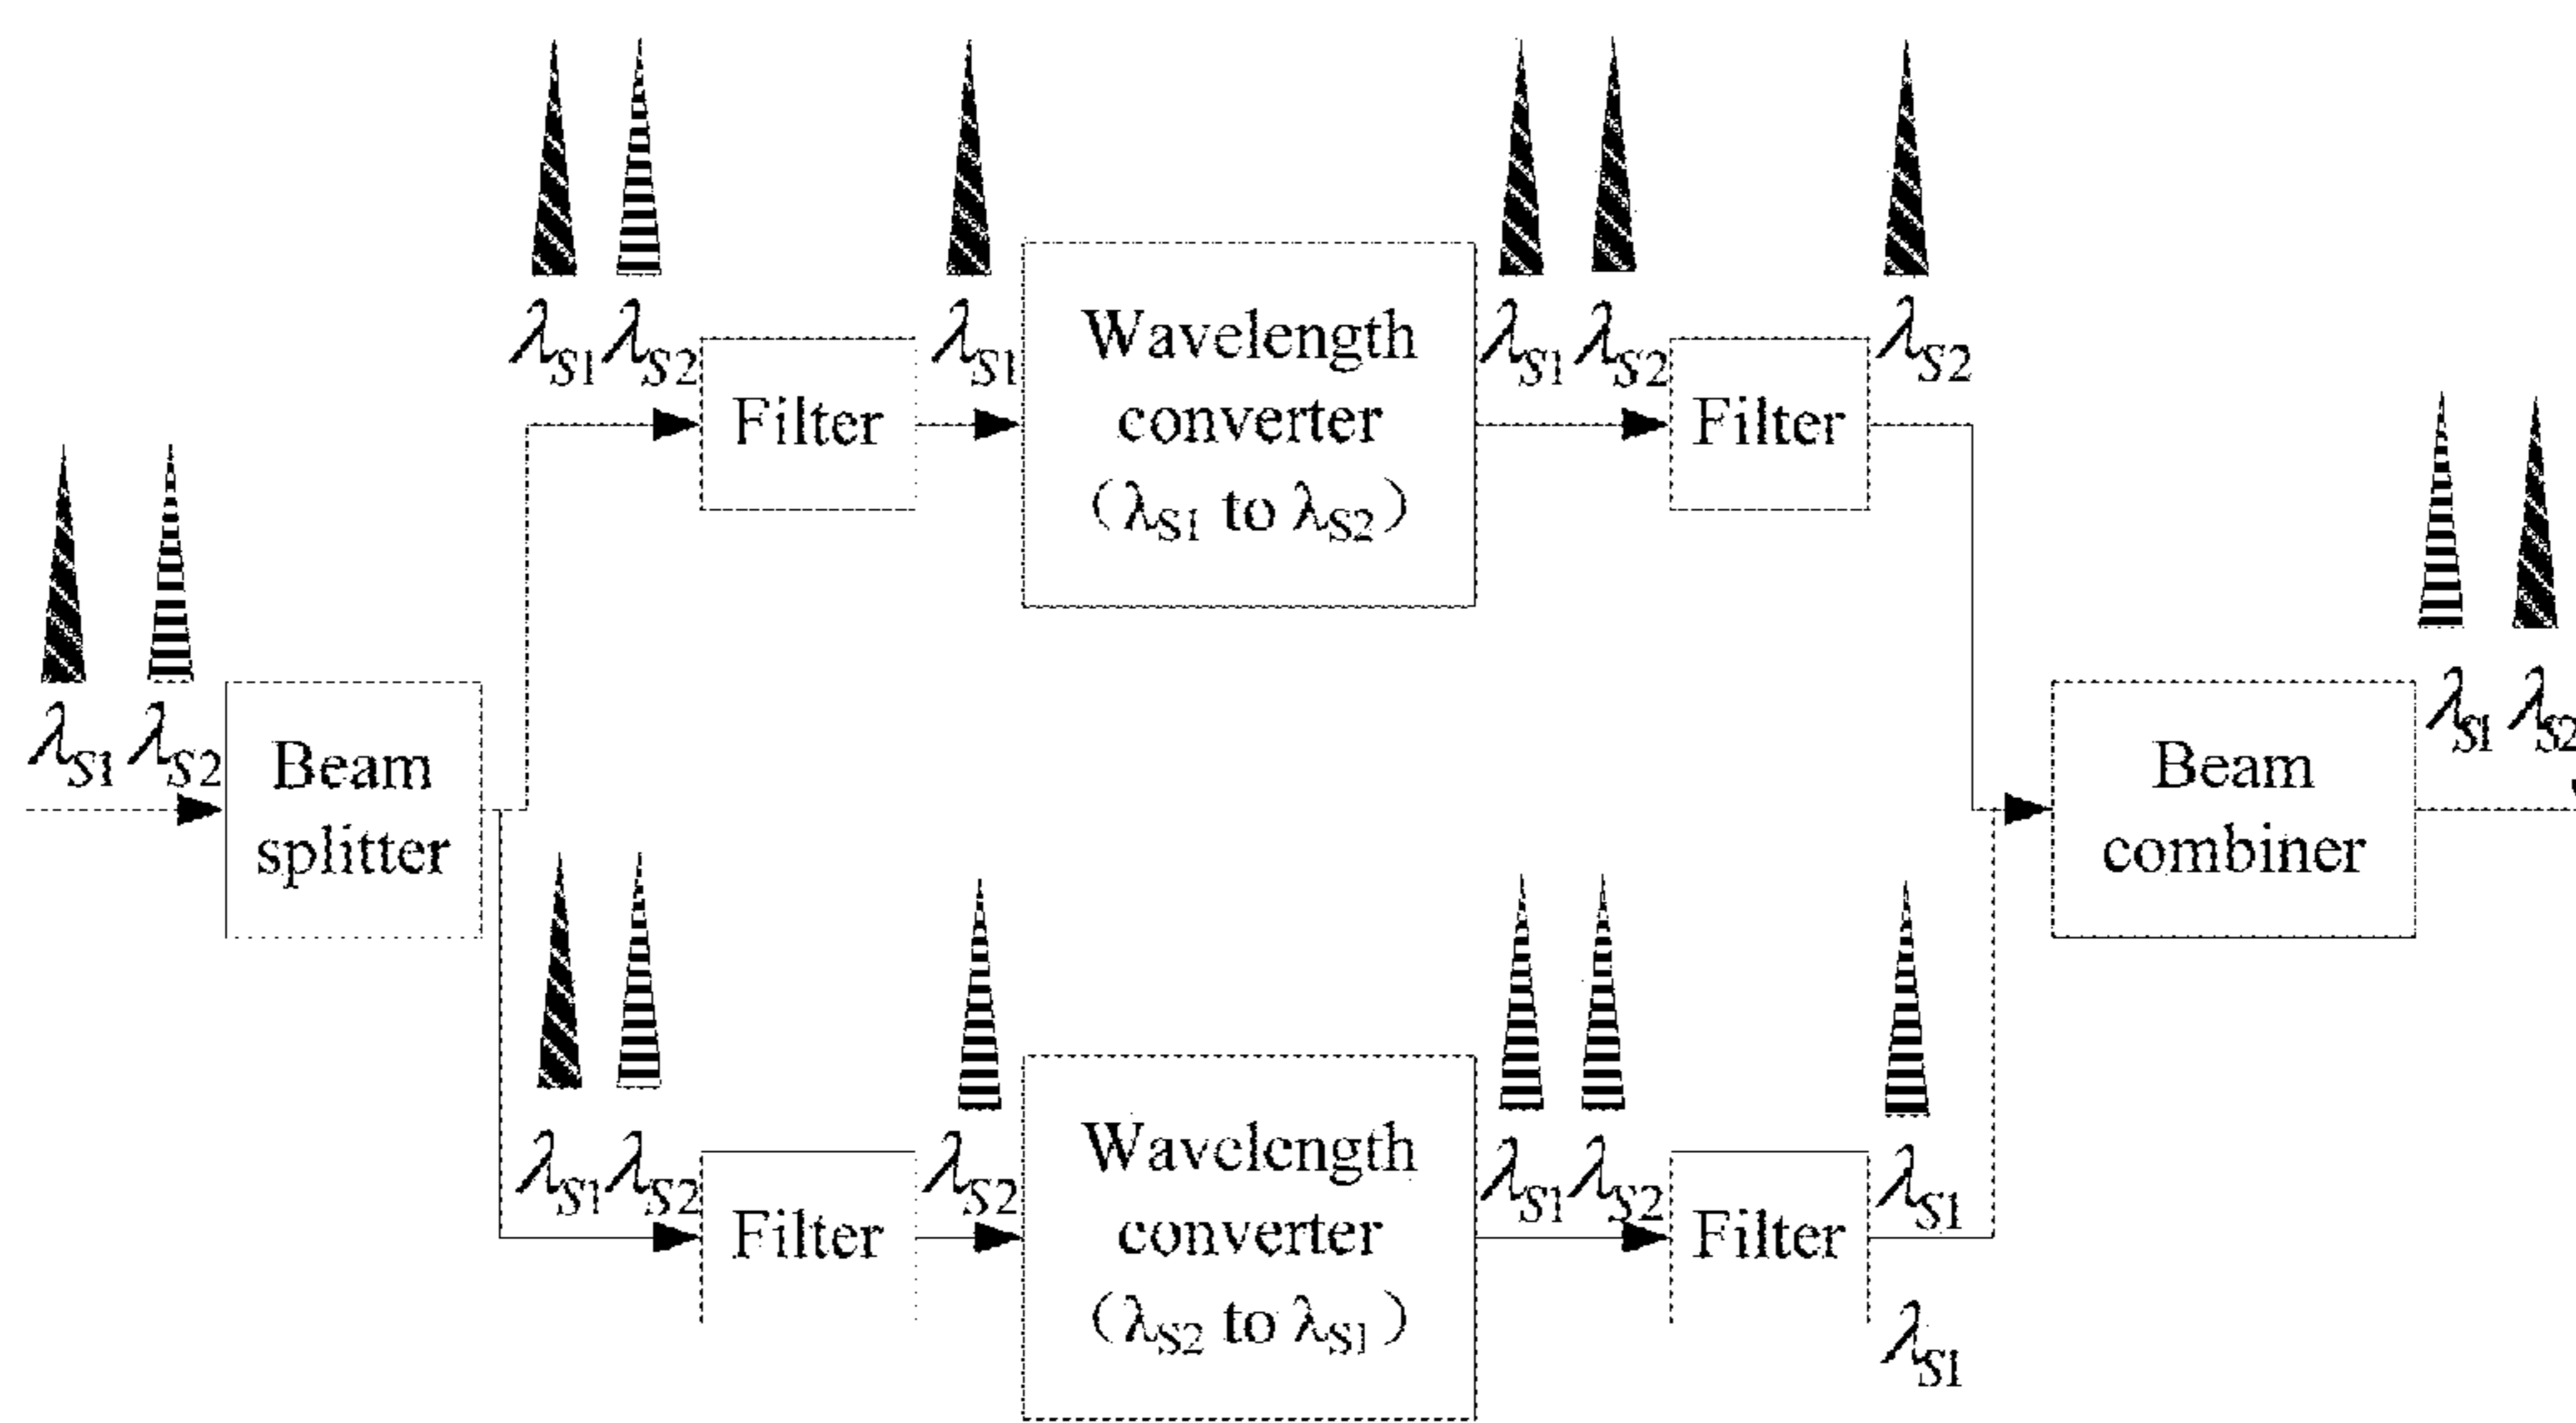 λS1 λS2
Beam
splitter
λS1 λS2
Filter
λS1
Wavelength
converter
(λS1 to λS2)
λS1 λS2
Filter
λS2
λS1 λS2
Filter
λS2
Wavelength
converter
(λS2 to λS1)
λS1 λS2
Filter
λS1
λS1
Beam
combiner
λS1 λS2